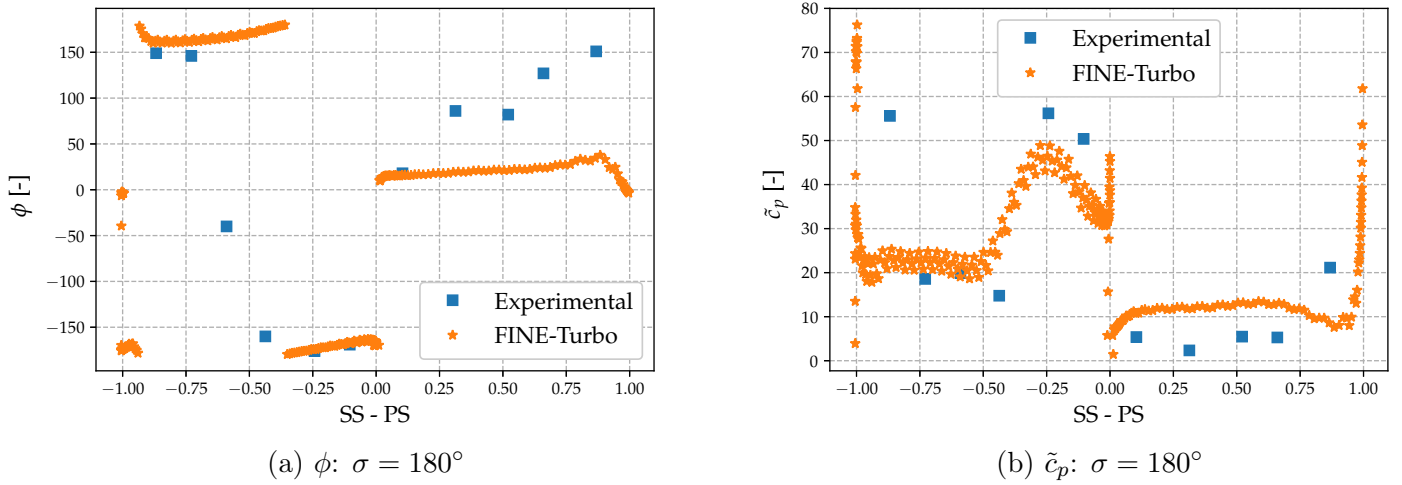 150
100
50
0
−50
−100
−150
ϕ [-]
−1.00 −0.75 −0.50 −0.25 0.00 0.25 0.50 0.75 1.00
SS - PS
Experimental
FINE-Turbo
(a) ϕ: σ = 180°
80
70
60
50
40
30
20
10
0
c̃ₚ [-]
−1.00 −0.75 −0.50 −0.25 0.00 0.25 0.50 0.75 1.00
SS - PS
Experimental
FINE-Turbo
(b) c̃ₚ: σ = 180°